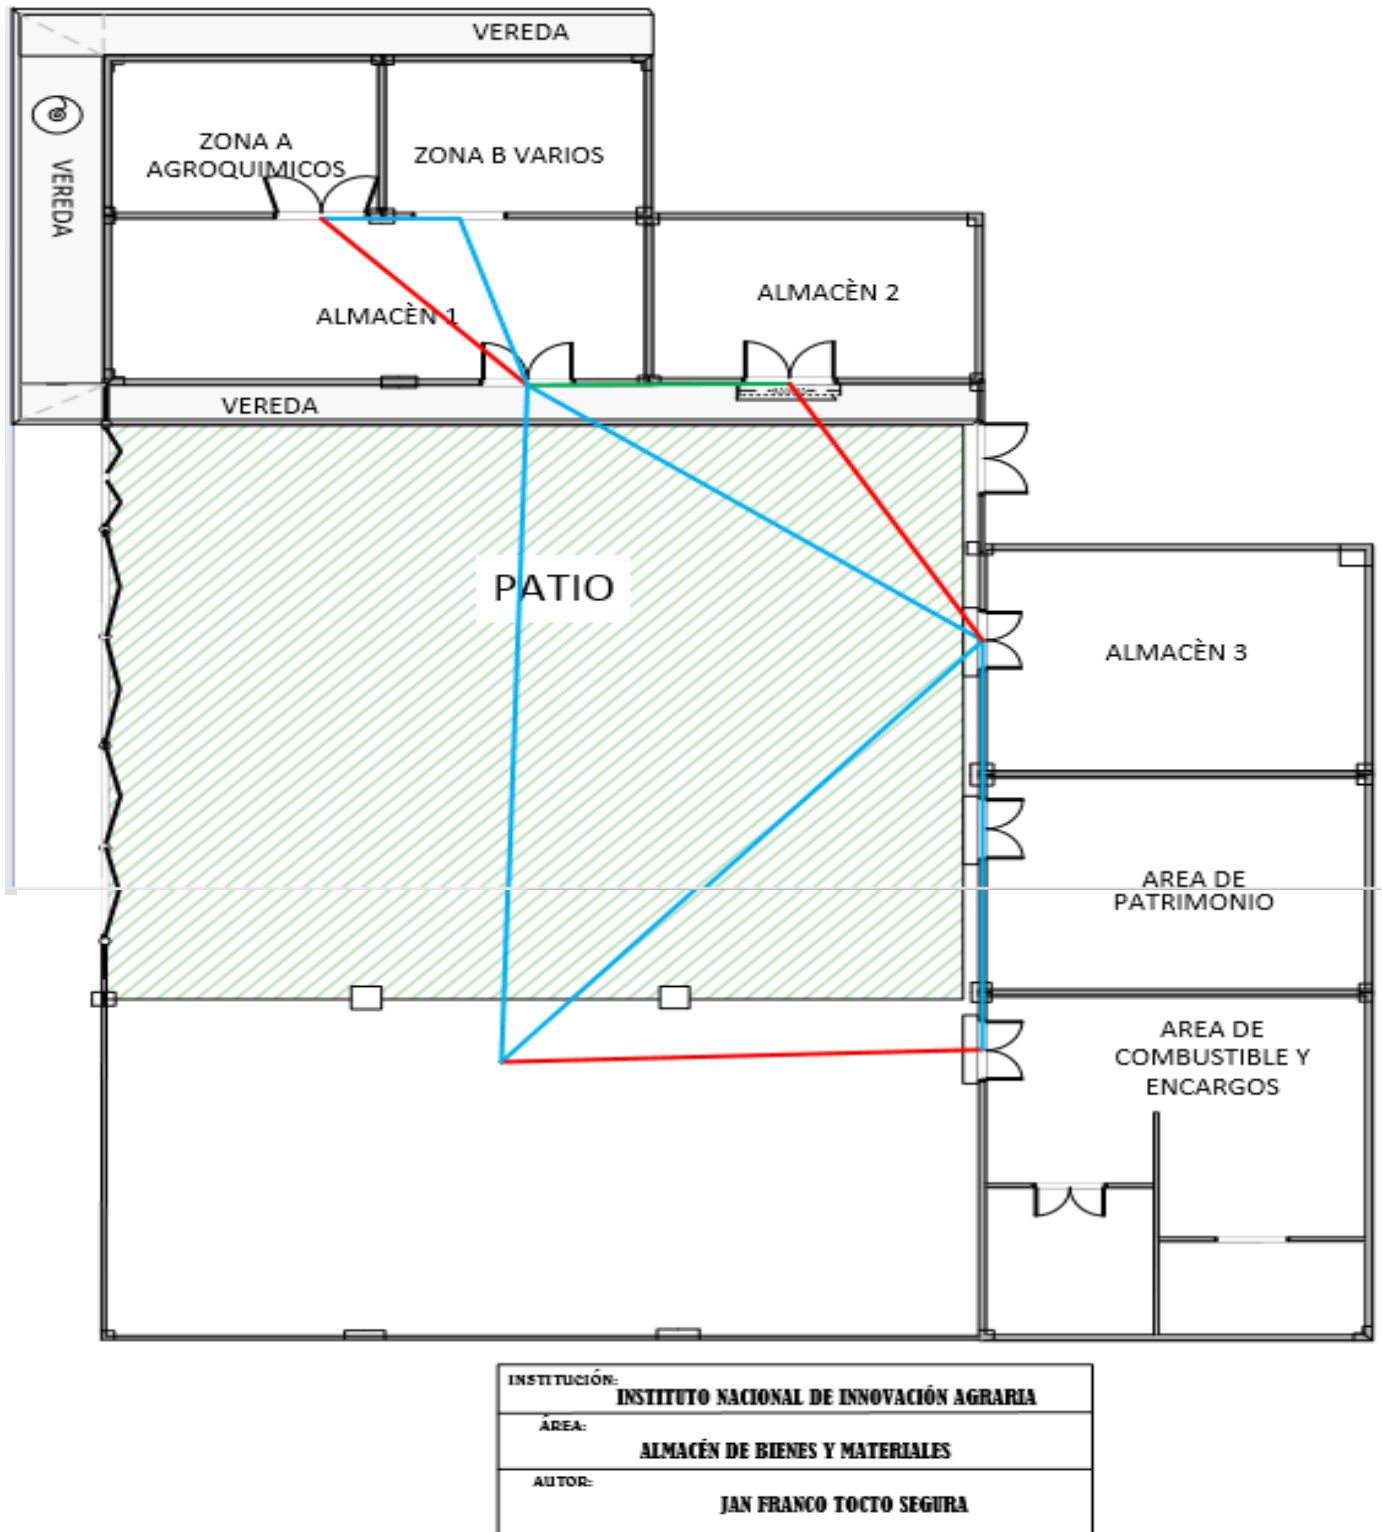 VEREDA
ZONA A
AGROQUIMICOS
ZONA B VARIOS
VEREDA
ALMACÈN 1
ALMACÈN 2
VEREDA
PATIO
ALMACÈN 3
AREA DE
PATRIMONIO
AREA DE
COMBUSTIBLE Y
ENCARGOS
INSTITUCIÓN:
INSTITUTO NACIONAL DE INNOVACIÓN AGRARIA
ÁREA:
ALMACÉN DE BIENES Y MATERIALES
AUTOR:
JAN FRANCO TOCTO SEGURA